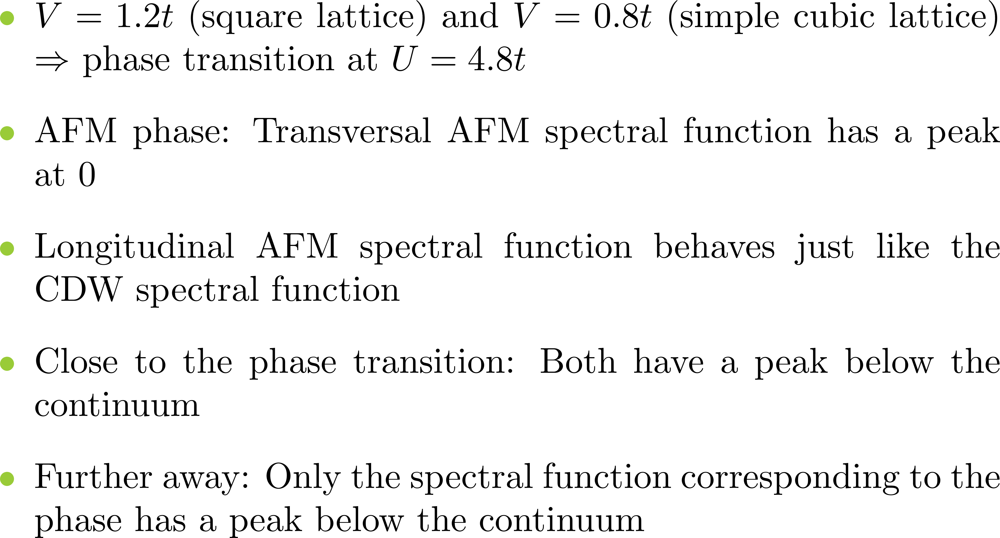 • V = 1.2t (square lattice) and V = 0.8t (simple cubic lattice)
⇒ phase transition at U = 4.8t
• AFM phase: Transversal AFM spectral function has a peak
at 0
• Longitudinal AFM spectral function behaves just like the
CDW spectral function
• Close to the phase transition: Both have a peak below the
continuum
• Further away: Only the spectral function corresponding to the
phase has a peak below the continuum